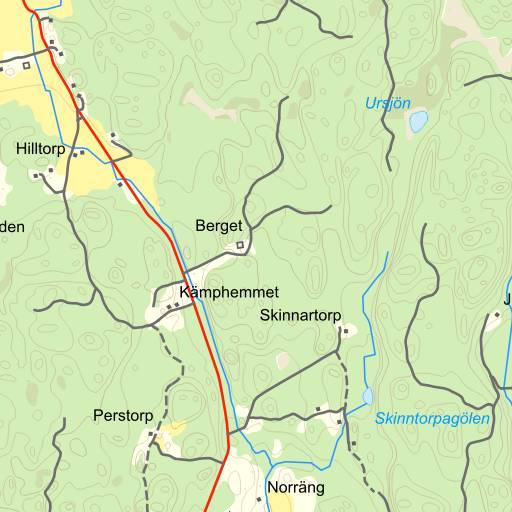 Ursjön
Hilltorp
den
Berget
Kämphemmet
J
Skinnartorp
Perstorp
Skinntorpagölen
Norräng